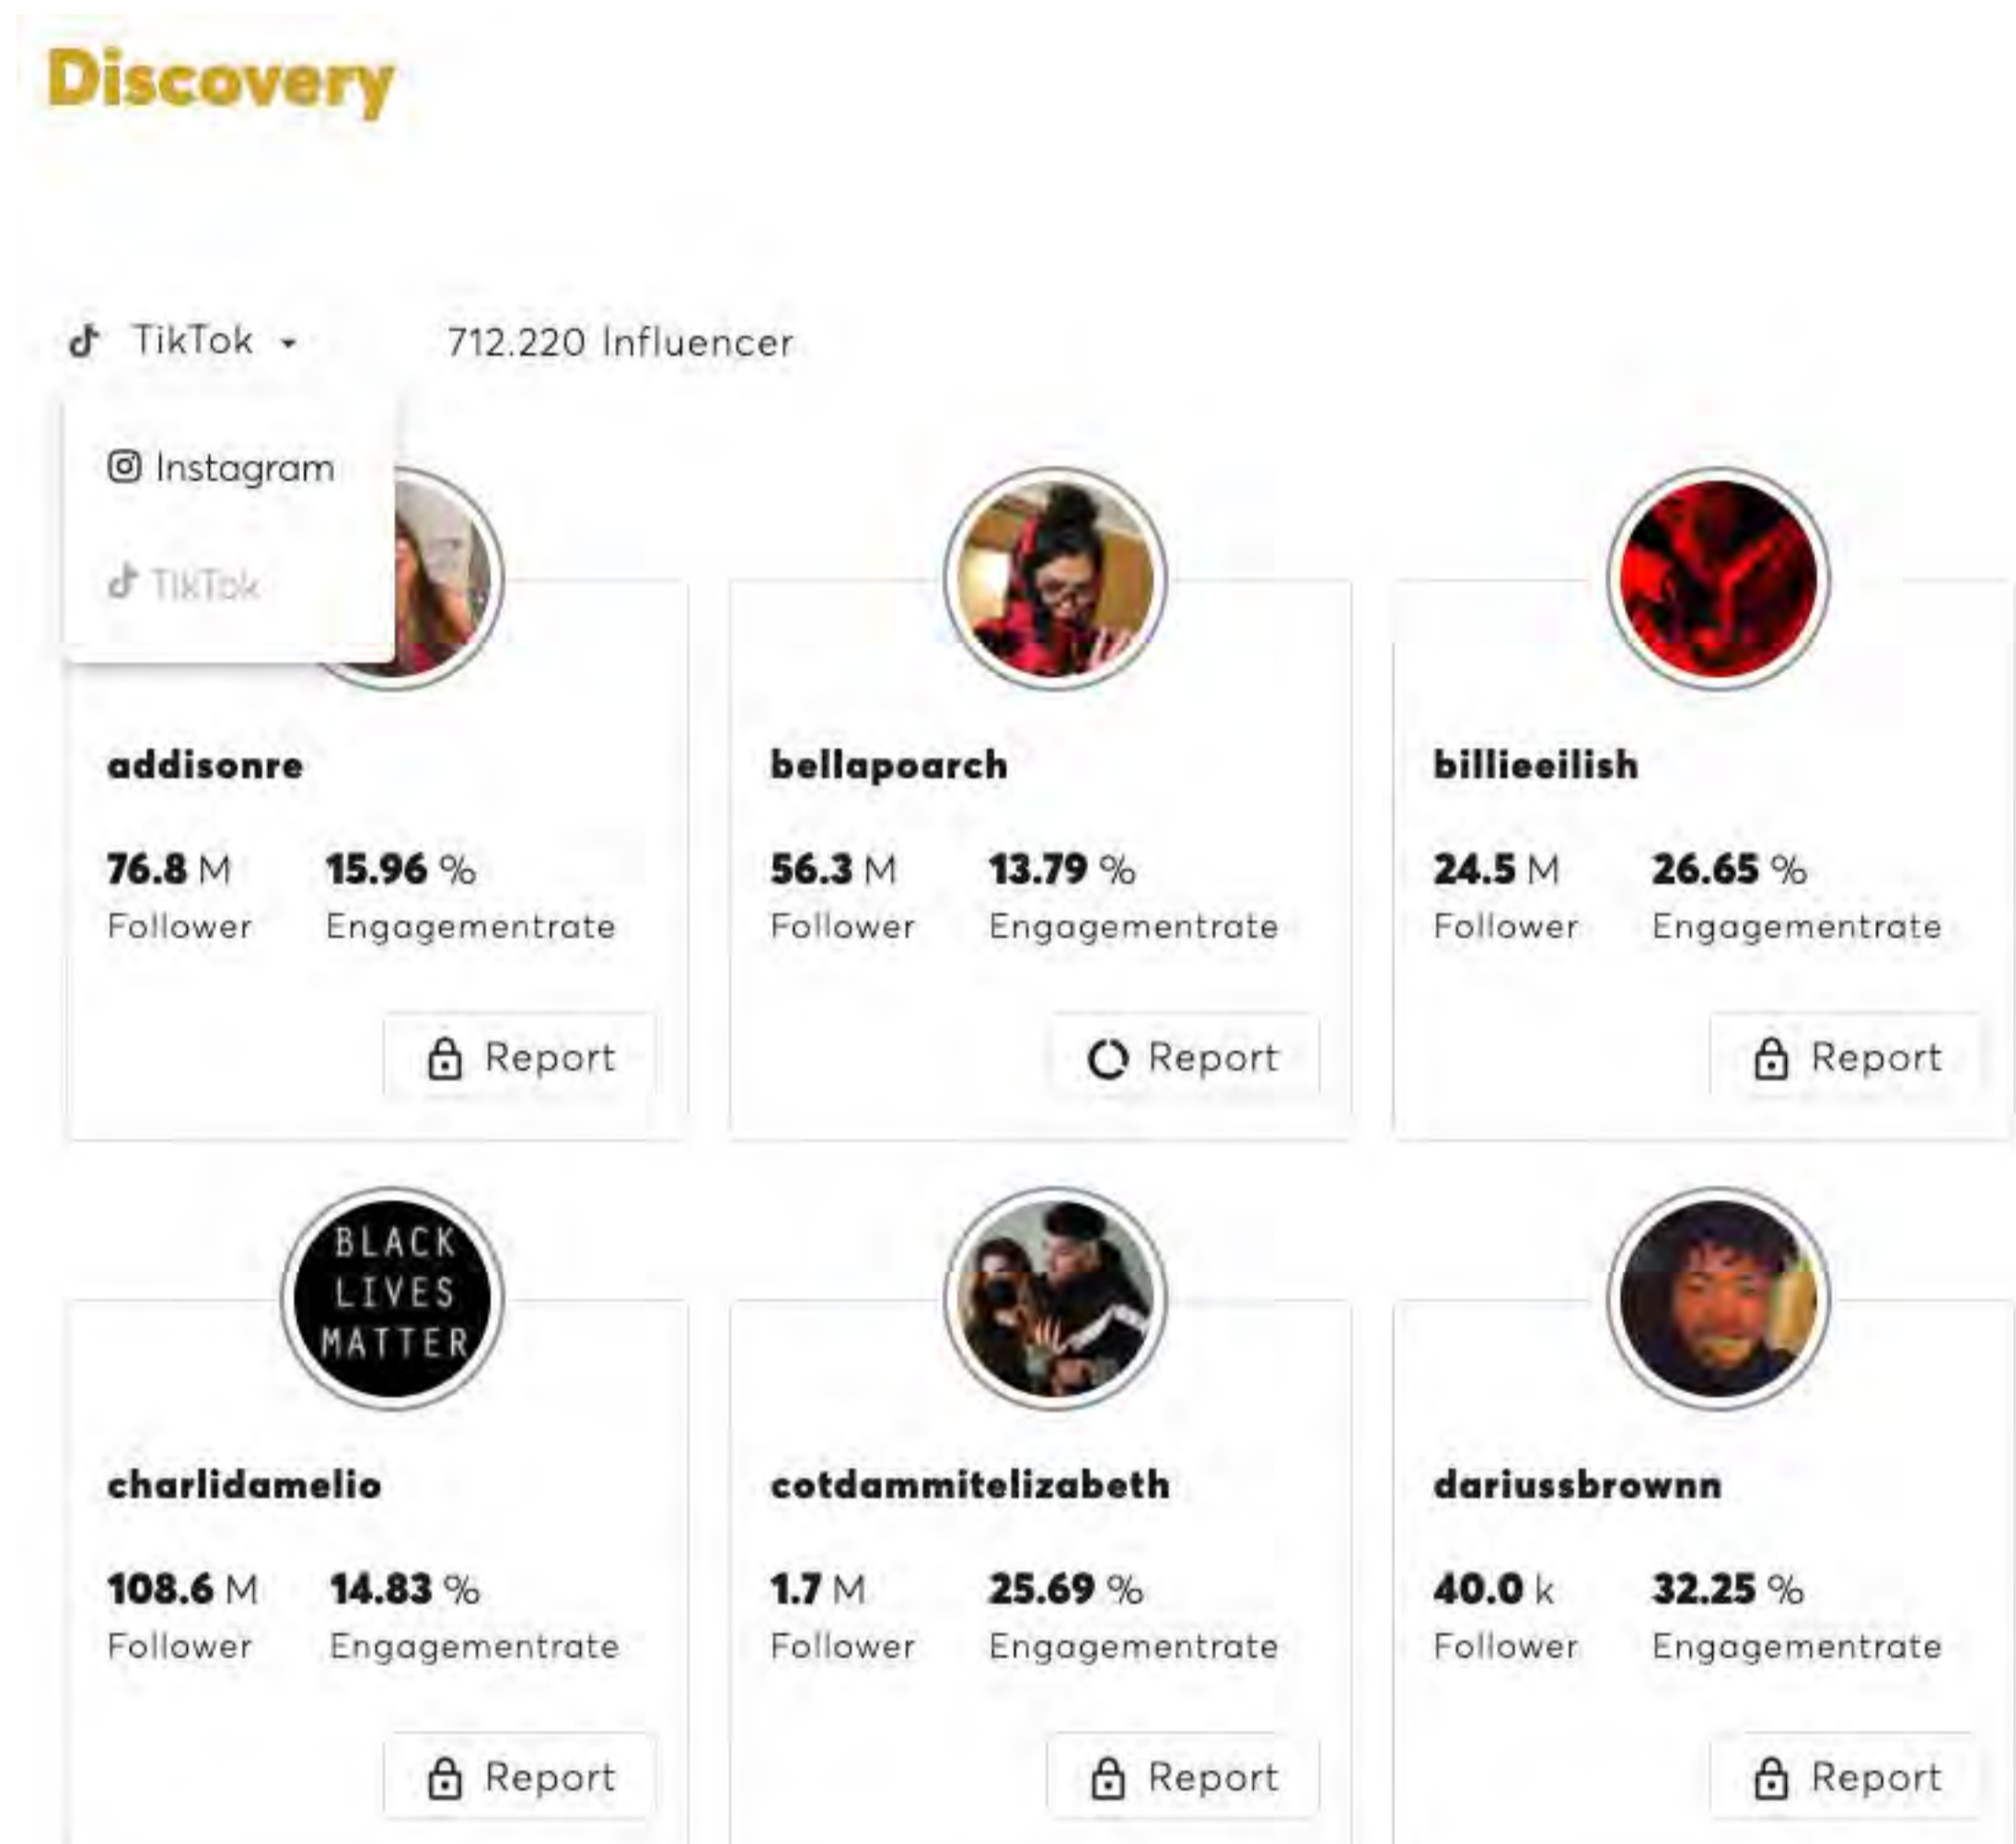 Discovery
TikTok 712.220 Influencer
Instagram
TikTok
addisonre
76.8 M 15.96 %
Follower Engagementrate
Report
bellapoarch
56.3 M 13.79 %
Follower Engagementrate
Report
billieeilish
24.5 M 26.65 %
Follower Engagementrate
Report
BLACK
LIVES
MATTER
charlidamelio
108.6 M 14.83 %
Follower Engagementrate
Report
cotdammitelizabeth
1.7 M 25.69 %
Follower Engagementrate
Report
dariussbrownn
40.0 k 32.25 %
Follower Engagementrate
Report